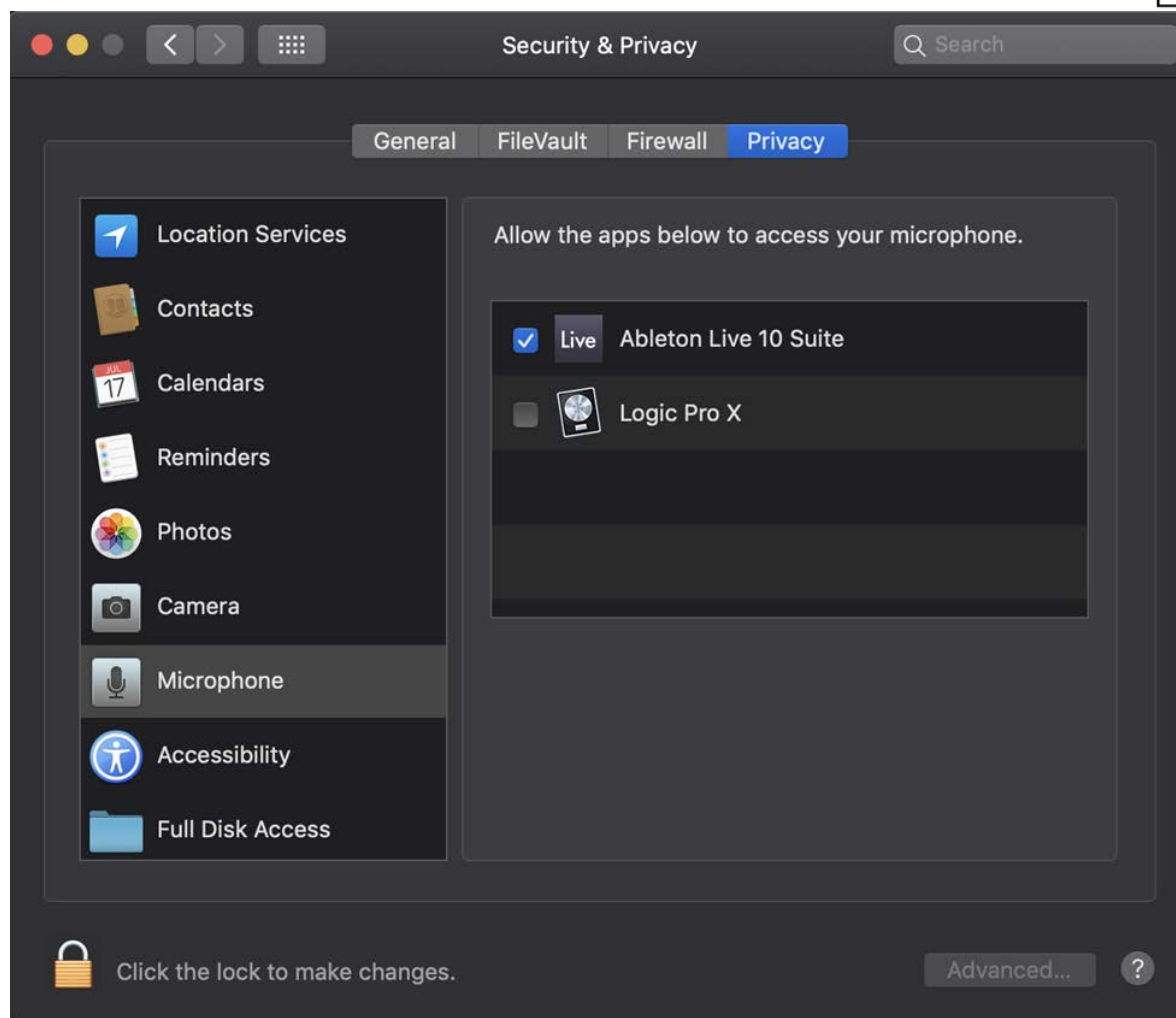 Security & Privacy
Search
General FileVault Firewall Privacy
Location Services
Contacts
JUL
17
Calendars
Reminders
Photos
Camera
Microphone
Accessibility
Full Disk Access
Allow the apps below to access your microphone.
Live Ableton Live 10 Suite
Logic Pro X
Click the lock to make changes.
Advanced... ?